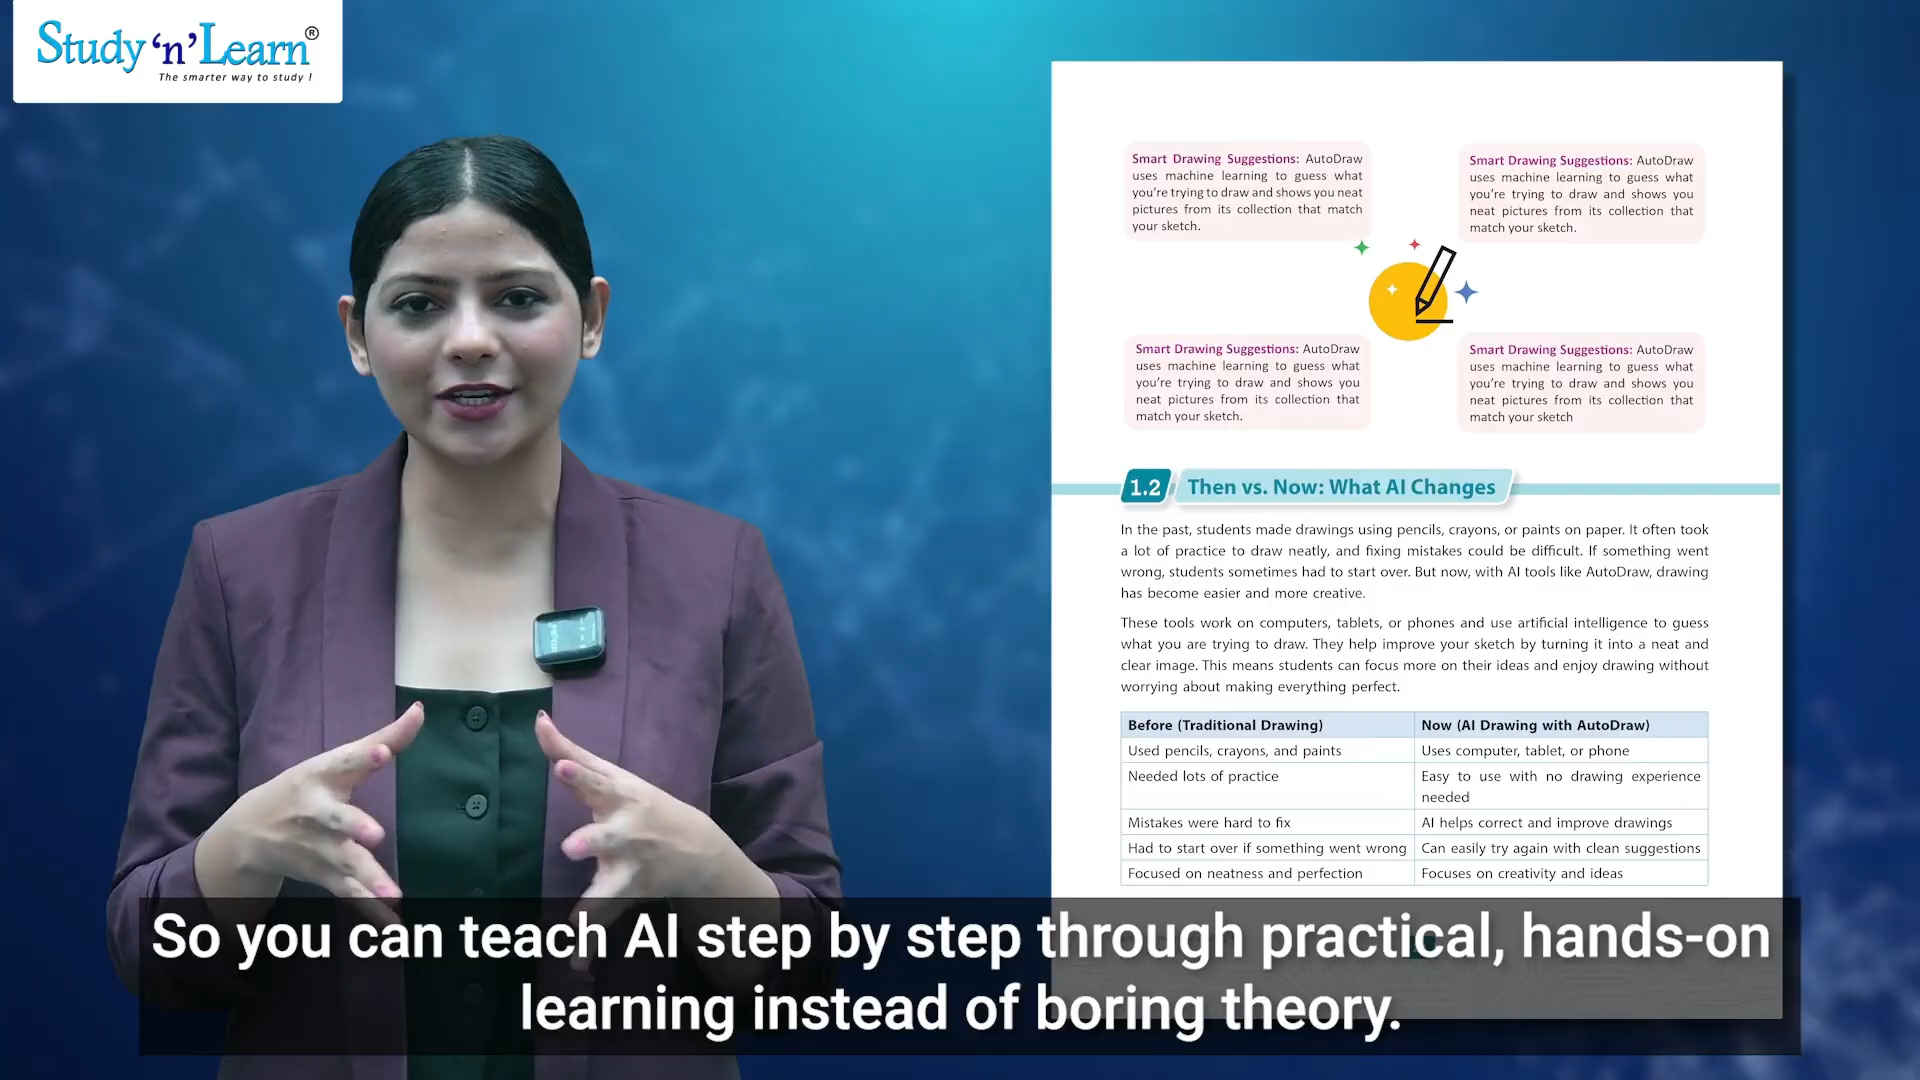 Study ‘n’ Learn®
The smarter way to study !
Smart Drawing Suggestions: AutoDraw
uses machine learning to guess what
you’re trying to draw and shows you neat
pictures from its collection that match
your sketch.
Smart Drawing Suggestions: AutoDraw
uses machine learning to guess what
you’re trying to draw and shows you
neat pictures from its collection that
match your sketch.
Smart Drawing Suggestions: AutoDraw
uses machine learning to guess what
you’re trying to draw and shows you
neat pictures from its collection that
match your sketch.
Smart Drawing Suggestions: AutoDraw
uses machine learning to guess what
you’re trying to draw and shows you
neat pictures from its collection that
match your sketch
1.2 Then vs. Now: What AI Changes
In the past, students made drawings using pencils, crayons, or paints on paper. It often took
a lot of practice to draw neatly, and fixing mistakes could be difficult. If something went
wrong, students sometimes had to start over. But now, with AI tools like AutoDraw, drawing
has become easier and more creative.
These tools work on computers, tablets, or phones and use artificial intelligence to guess
what you are trying to draw. They help improve your sketch by turning it into a neat and
clear image. This means students can focus more on their ideas and enjoy drawing without
worrying about making everything perfect.
Before (Traditional Drawing) Now (AI Drawing with AutoDraw)
Used pencils, crayons, and paints Uses computer, tablet, or phone
Needed lots of practice Easy to use with no drawing experience
needed
Mistakes were hard to fix AI helps correct and improve drawings
Had to start over if something went wrong Can easily try again with clean suggestions
Focused on neatness and perfection Focuses on creativity and ideas
So you can teach AI step by step through practical, hands-on
learning instead of boring theory.